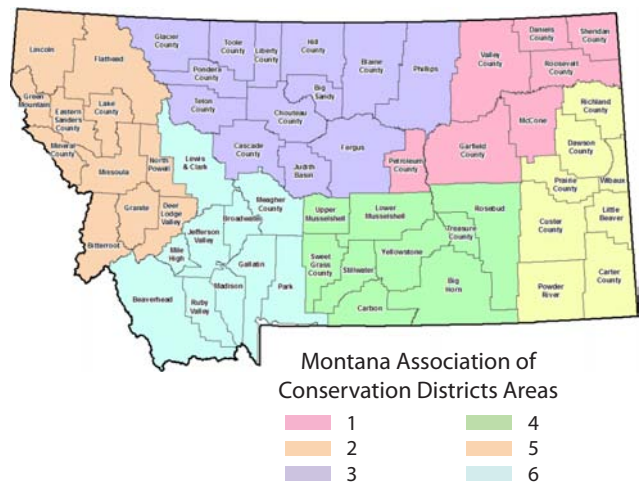 Lincoln
Flathead
Glacier
County
Toole
County
Liberty
County
Hill
County
Blaine
County
Phillips
Valley
County
Daniels
County
Sheridan
County
Roosevelt
County
Pondera
County
Big
Sandy
Teton
County
Chouteau
County
Green
Mountain
Eastern
Sanders
County
Lake
County
Mineral
County
Missoula
North
Powell
Lewis
& Clark
Cascade
County
Judith
Basin
Fergus
Petroleum
County
Garfield
County
McCone
Richland
County
Dawson
County
Prairie
County
Wibaux
Granite
Deer
Lodge
Valley
Bitterroot
Mile
High
Jefferson
Valley
Broadwater
Meagher
County
Upper
Musselshell
Lower
Musselshell
Rosebud
Treasure
County
Custer
County
Little
Beaver
Beaverhead
Ruby
Valley
Madison
Gallatin
Park
Sweet
Grass
County
Stillwater
Yellowstone
Carbon
Big
Horn
Powder
River
Carter
County
Montana Association of
Conservation Districts Areas
1
2
3
4
5
6